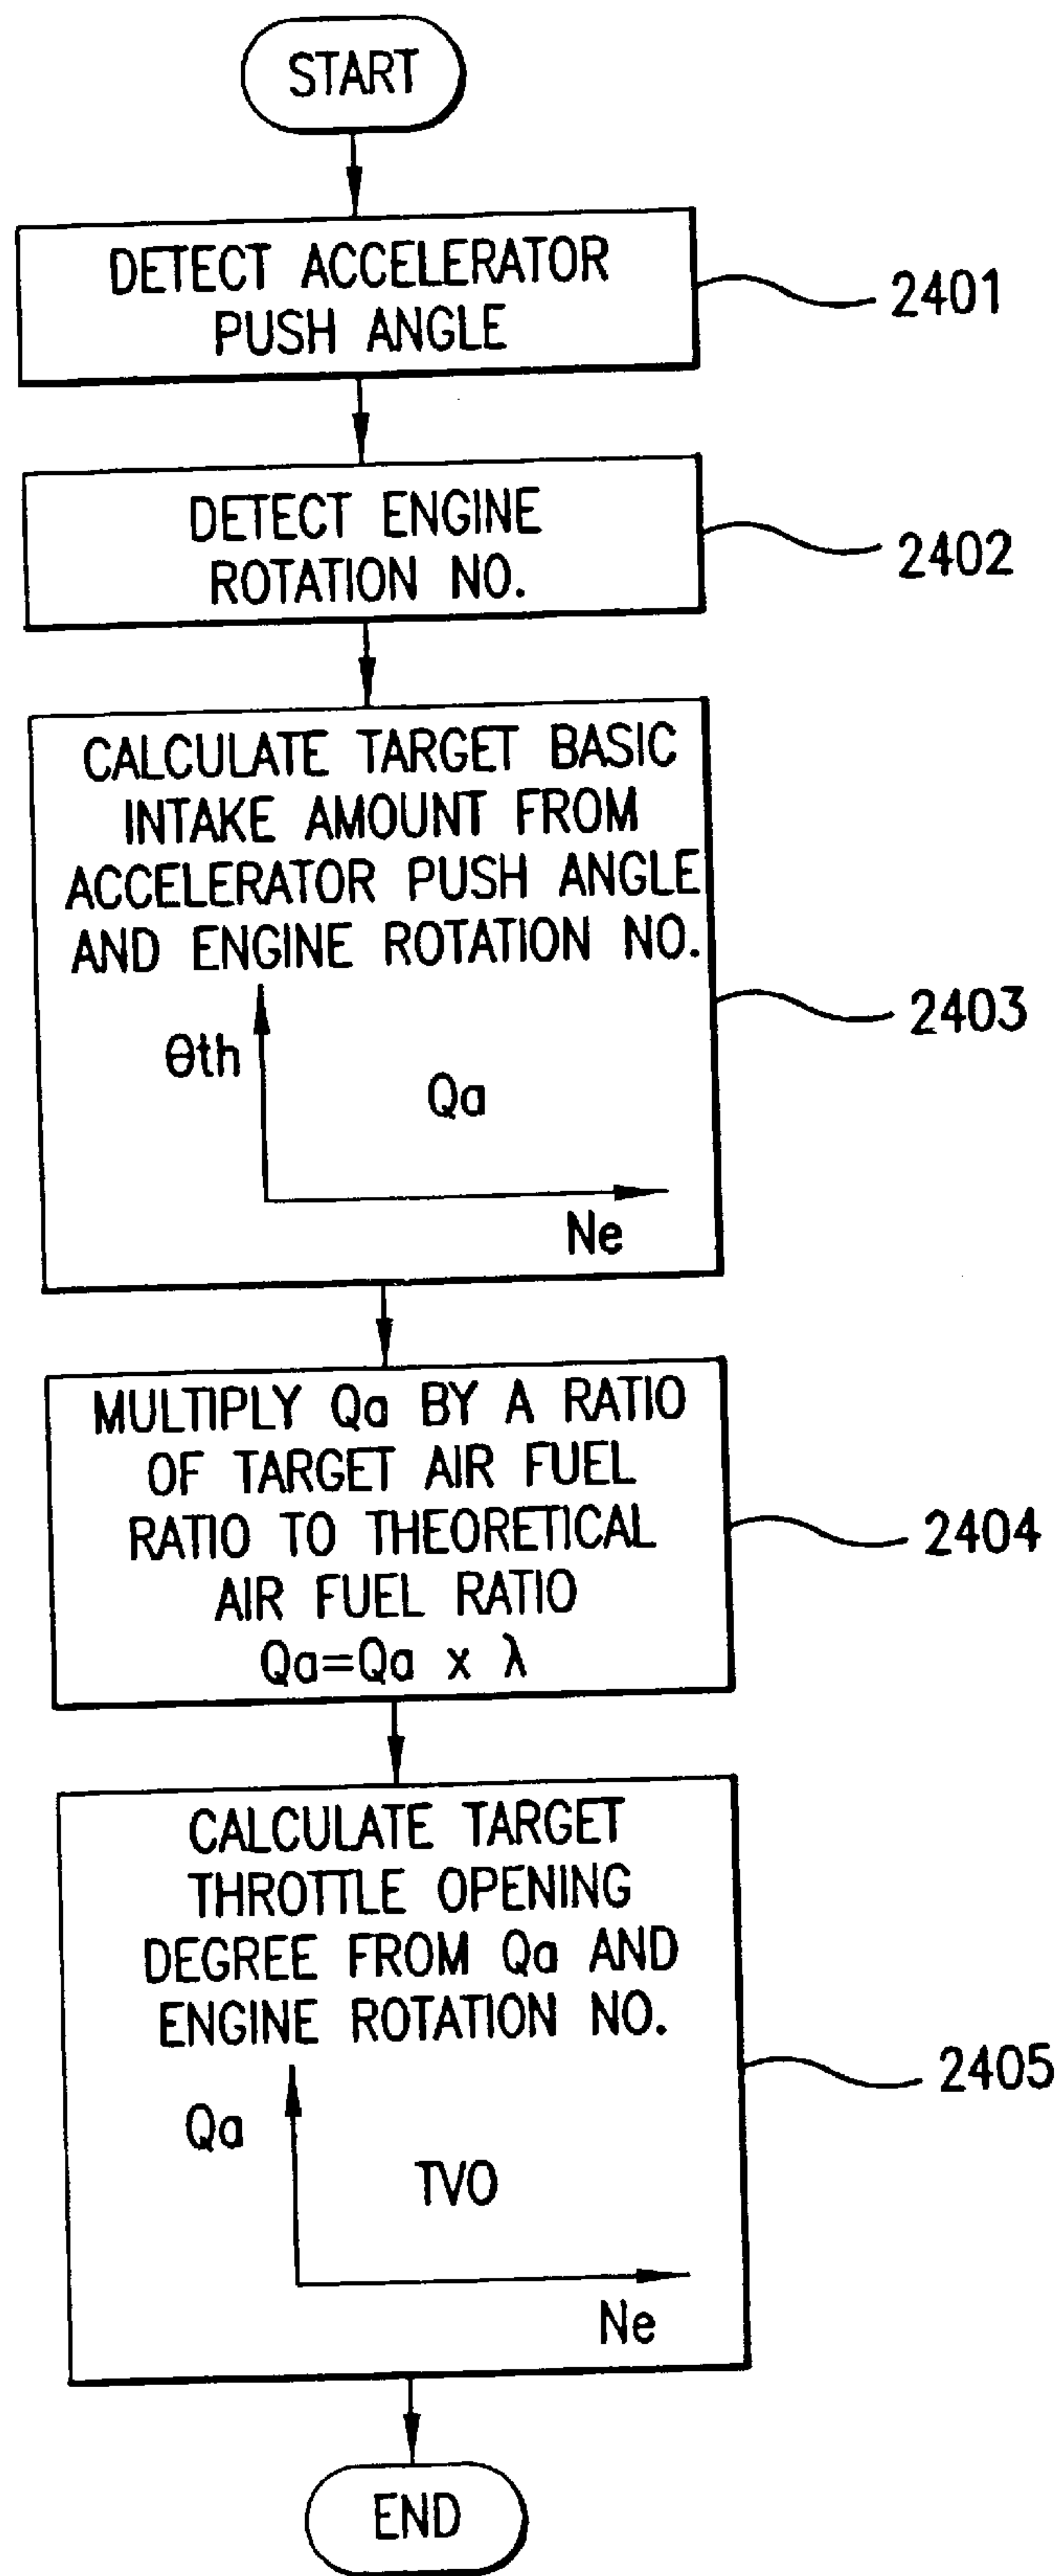 START
DETECT ACCELERATOR
PUSH ANGLE
2401
DETECT ENGINE
ROTATION NO.
2402
CALCULATE TARGET BASIC
INTAKE AMOUNT FROM
ACCELERATOR PUSH ANGLE
AND ENGINE ROTATION NO.
2403
θth
Qa
Ne
MULTIPLY Qa BY A RATIO
OF TARGET AIR FUEL
RATIO TO THEORETICAL
AIR FUEL RATIO
Qa=Qa x λ
2404
CALCULATE TARGET
THROTTLE OPENING
DEGREE FROM Qa AND
ENGINE ROTATION NO.
2405
Qa
TVO
Ne
END